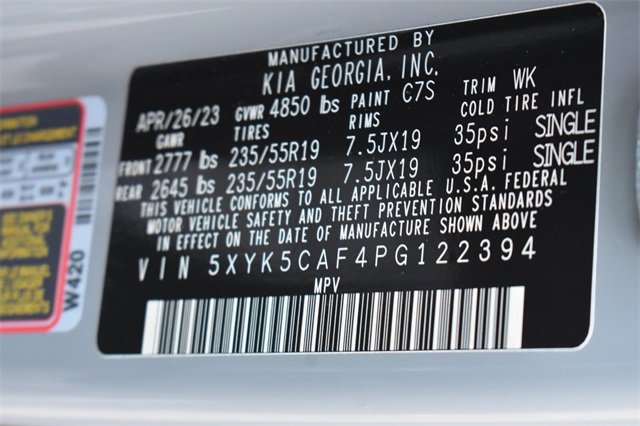 MANUFACTURED BY
KIA GEORGIA, INC.
APR/26/23 GVWR 4850 lbs PAINT C7S TRIM WK
GAWR TIRES RIMS COLD TIRE INFL
FRONT 2777 lbs 235/55R19 7.5JX19 35psi SINGLE
REAR 2645 lbs 235/55R19 7.5JX19 35psi SINGLE
THIS VEHICLE CONFORMS TO ALL APPLICABLE U.S.A. FEDERAL
MOTOR VEHICLE SAFETY AND THEFT PREVENTION STANDARDS
IN EFFECT ON THE DATE OF MANUFACTURE SHOWN ABOVE
VIN 5XYK5CAF4PG122394
MPV
W420